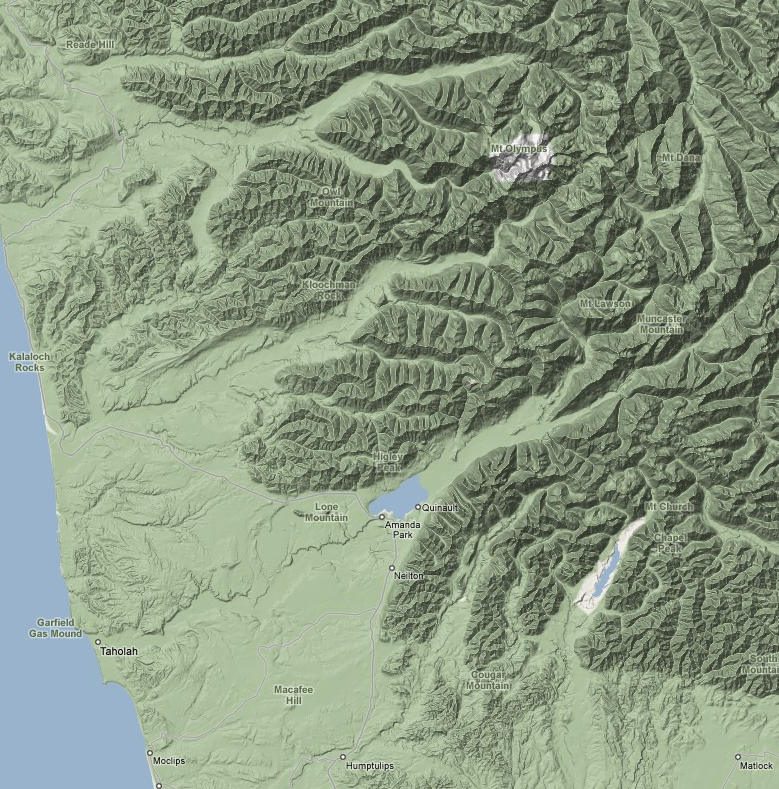 Reade Hill
Mt Olympus
Mt Dana
Owl
Mountain
Kloochman
Rock
Mt Lawson
Muncaster
Mountain
Kalaloch
Rocks
Higley
Peak
Quinault
Lone
Mountain
Amanda
Park
Mt Church
Chapel
Peak
Neilton
Garfield
Gas Mound
Taholah
South
Mountain
Cougar
Mountain
Macafee
Hill
Moclips
Humptulips
Matlock